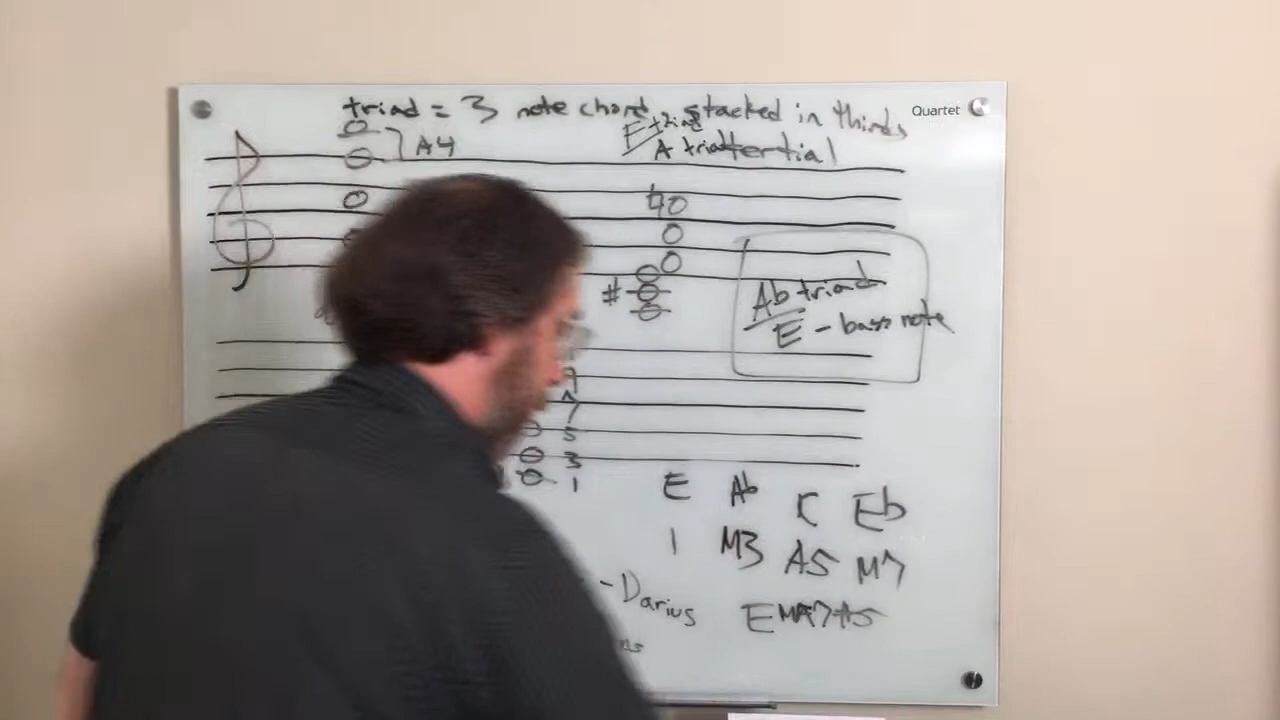 triad = 3 note chord, stacked in thirds
Quartet
E triad
A triad tertial
A4
#
Ab triad
E - bass note
9
7
5
3
1
E Ab C Eb
1 M3 A5 M7
- Darius
EMA7A5